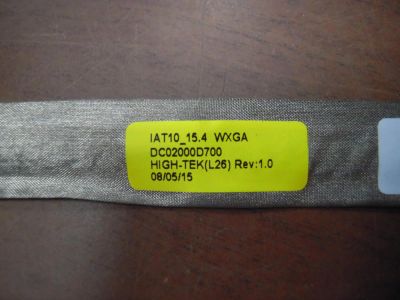 IAT10_15.4 WXGA
DC02000D700
HIGH-TEK(L26) Rev:1.0
08/05/15